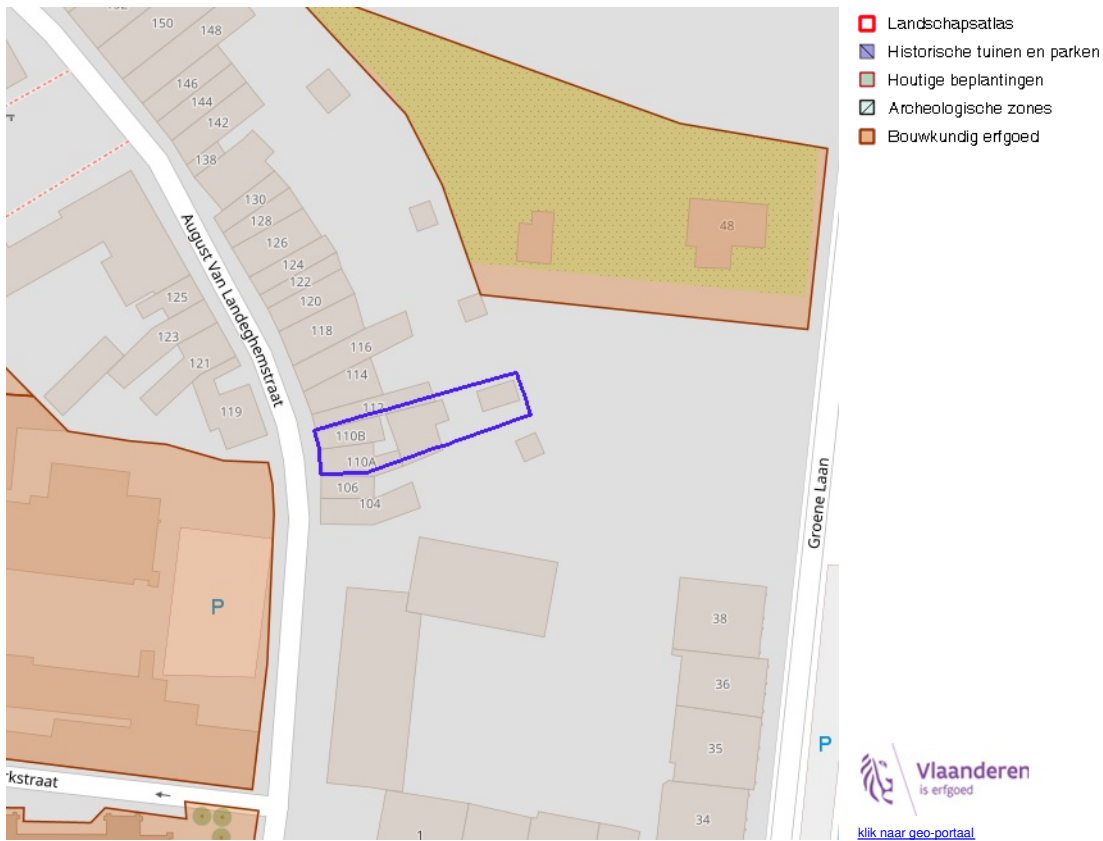 150
148
146
144
142
138
130
128
126
124
122
120
118
116
114
112
110B
110A
106
104
125
123
121
119
48
August Van Landeghemstraat
Groene Laan
P
38
36
35
34
P
rkstraat
1
Landschapsatlas
Historische tuinen en parken
Houtige beplantingen
Archeologische zones
Bouwkundig erfgoed
Vlaanderen
is erfgoed
klik naar geo-portaal